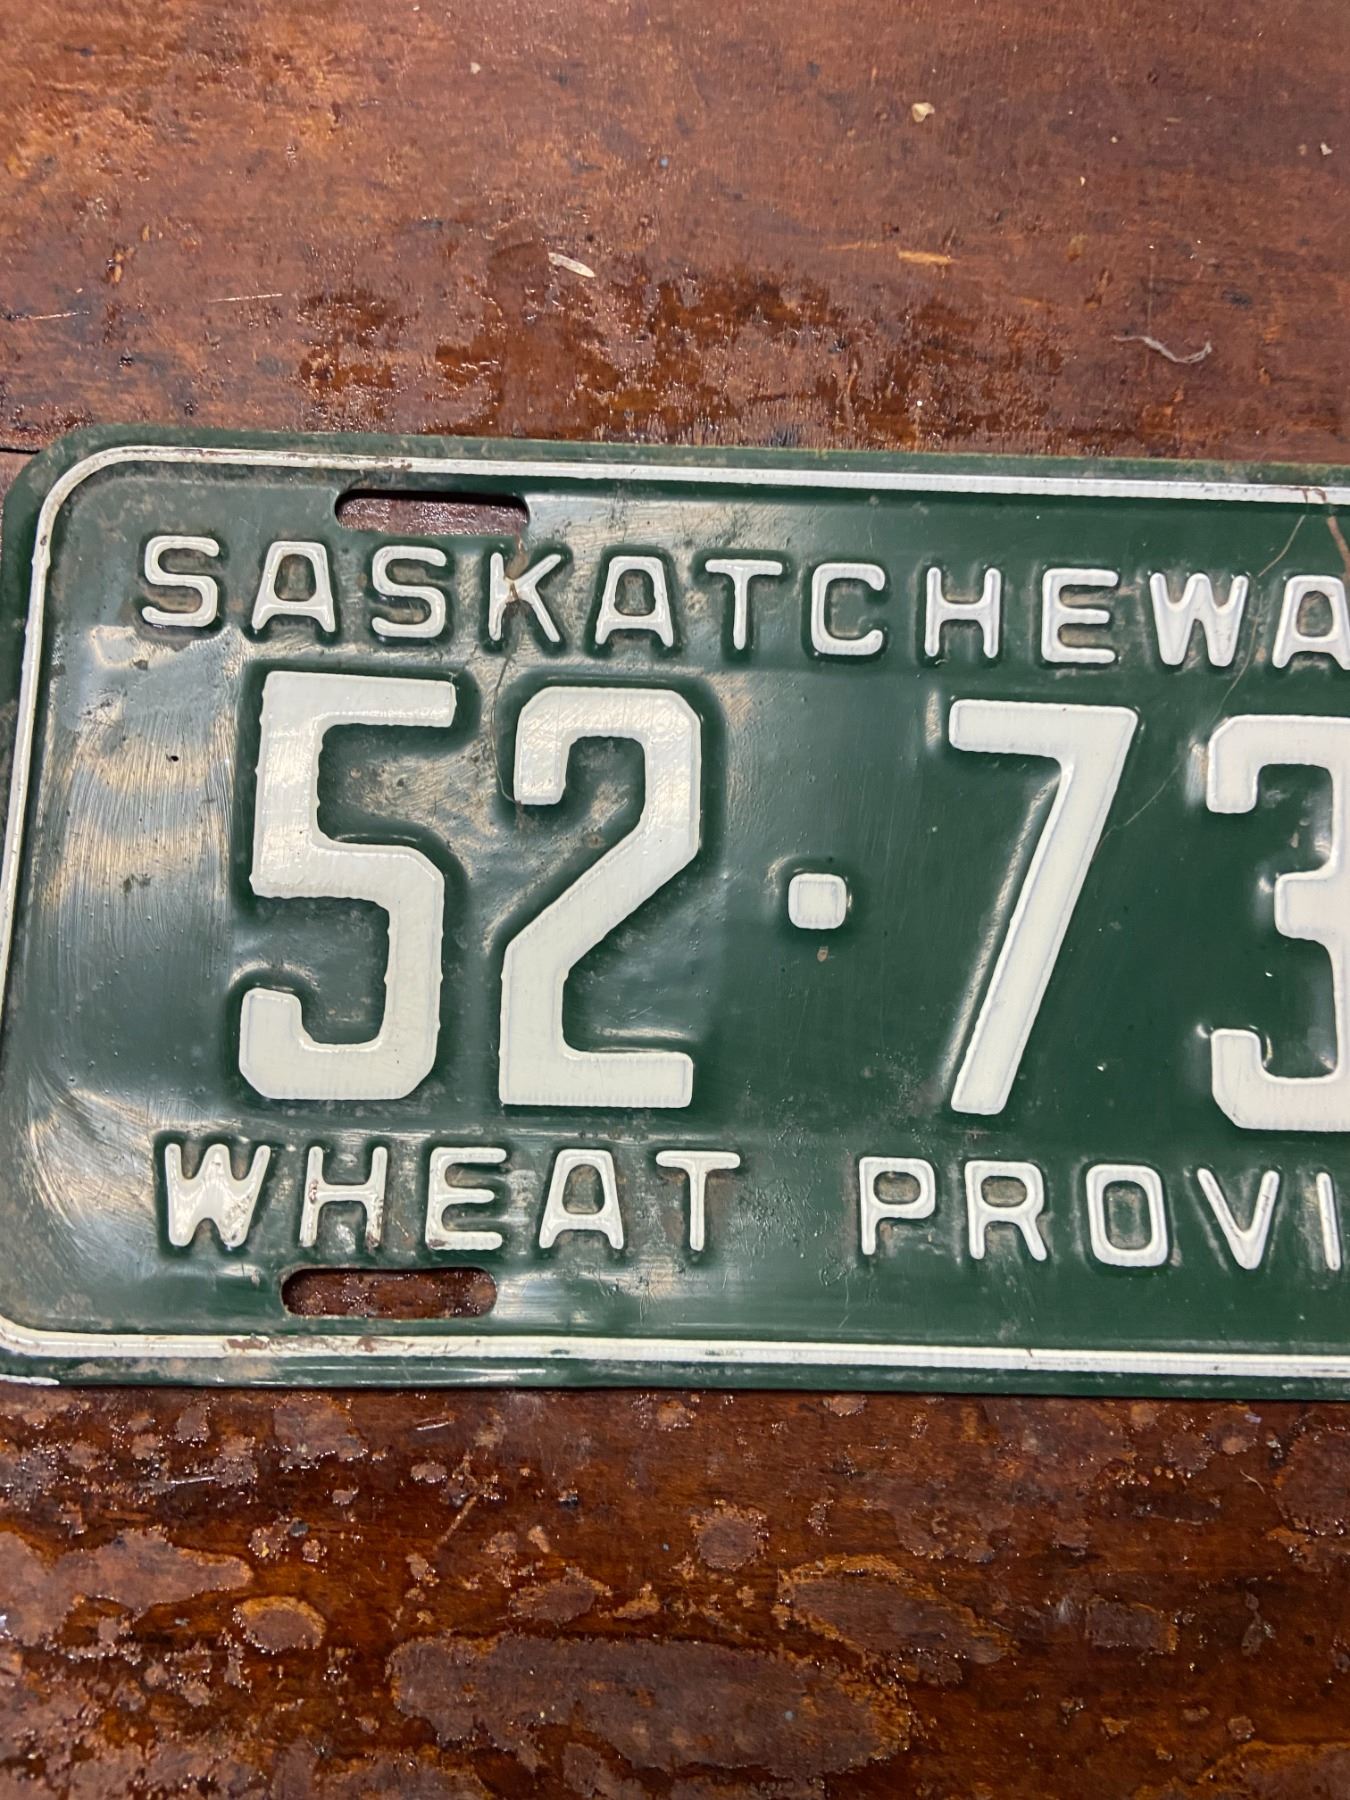 SASKATCHEWA
52·73
WHEAT PROVI